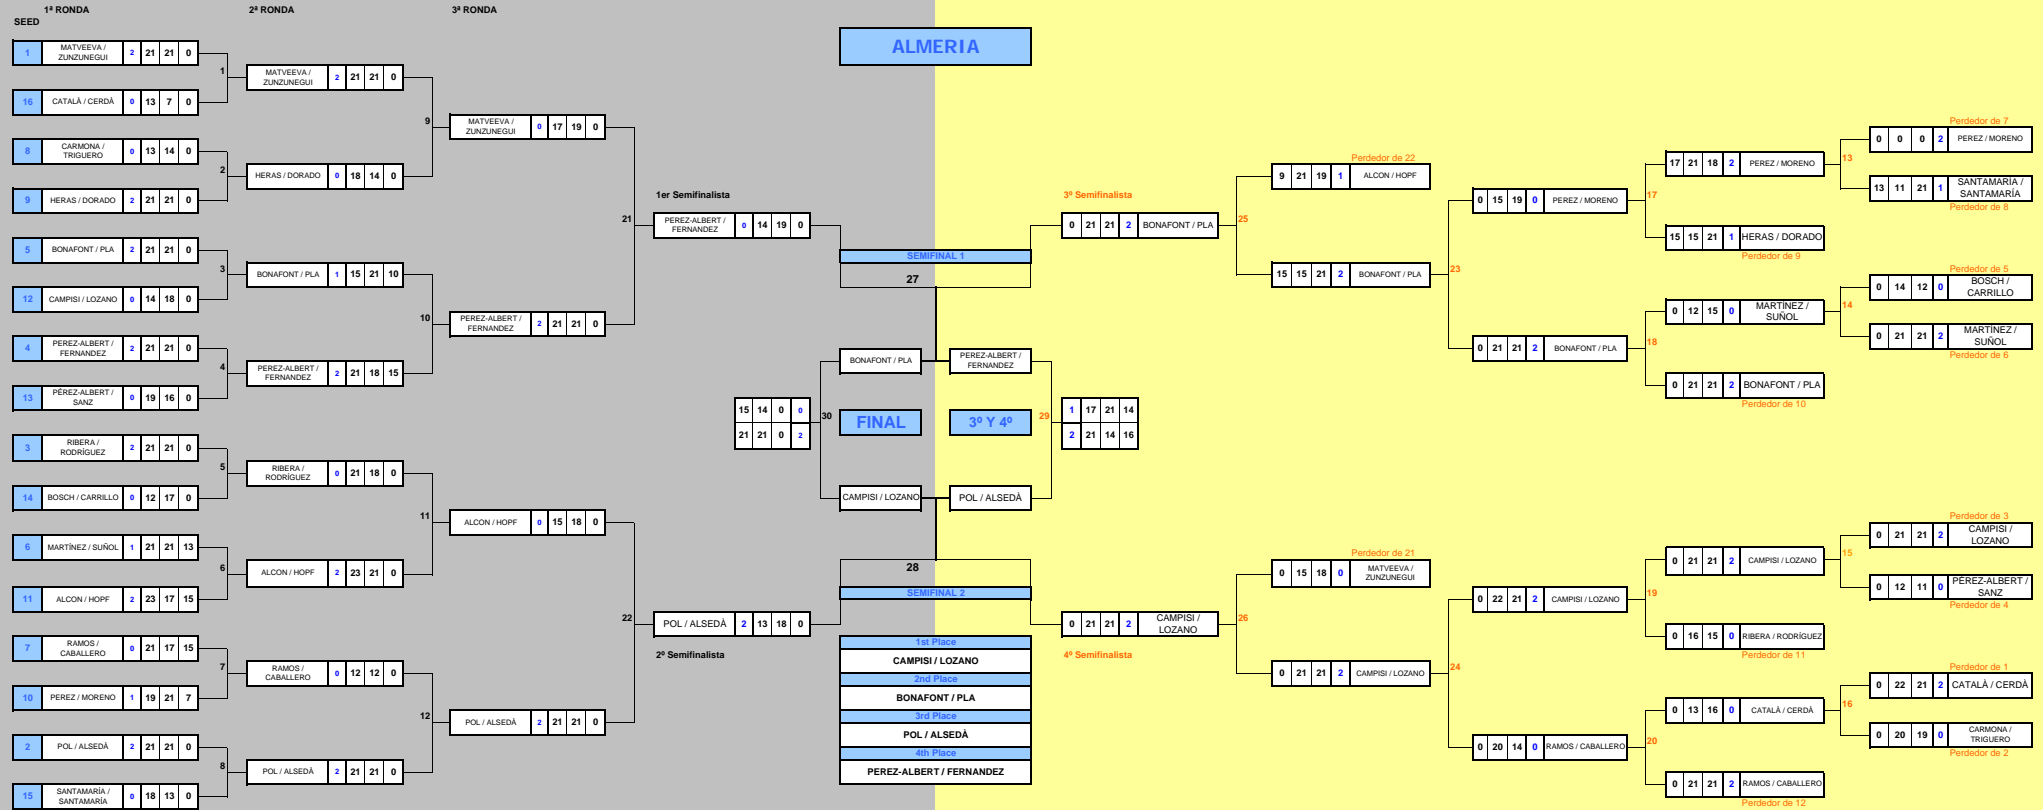 1ª RONDA 2ª RONDA 3ª RONDA
SEED
ALMERIA
1 MATVEEVA / ZUNZUNEGUI 2 21 21 0
1
16 CATALÀ / CERDÀ 0 13 7 0
8 CARMONA / TRIGUERO 0 13 14 0
2
9 HERAS / DORADO 2 21 21 0
5 BONAFONT / PLA 2 21 21 0
3
12 CAMPISI / LOZANO 0 14 18 0
4 PEREZ-ALBERT / FERNANDEZ 2 21 21 0
4
13 PÉREZ-ALBERT / SANZ 0 19 16 0
3 RIBERA / RODRÍGUEZ 2 21 21 0
5
14 BOSCH / CARRILLO 0 12 17 0
6 MARTÍNEZ / SUÑOL 1 21 21 13
6
11 ALCON / HOPF 2 23 17 15
7 RAMOS / CABALLERO 0 21 17 15
7
10 PEREZ / MORENO 1 19 21 7
2 POL / ALSEDÀ 2 21 21 0
8
15 SANTAMARÍA / SANTAMARÍA 0 18 13 0
MATVEEVA / ZUNZUNEGUI 2 21 21 0
9
HERAS / DORADO 0 18 14 0
BONAFONT / PLA 1 15 21 10
10
PEREZ-ALBERT / FERNANDEZ 2 21 18 15
RIBERA / RODRÍGUEZ 0 21 18 0
11
ALCON / HOPF 2 23 21 0
RAMOS / CABALLERO 0 12 12 0
12
POL / ALSEDÀ 2 21 21 0
MATVEEVA / ZUNZUNEGUI 0 17 19 0
21
PEREZ-ALBERT / FERNANDEZ 2 21 21 0
ALCON / HOPF 0 15 18 0
22
POL / ALSEDÀ 2 21 21 0
1er Semifinalista
PEREZ-ALBERT / FERNANDEZ 0 14 19 0
POL / ALSEDÀ 2 13 18 0
2º Semifinalista
SEMIFINAL 1
27
BONAFONT / PLA PEREZ-ALBERT / FERNANDEZ
15 14 0 0 30 FINAL 3º Y 4º 29 1 17 21 14
21 21 0 2 2 21 14 16
CAMPISI / LOZANO POL / ALSEDÀ
28
SEMIFINAL 2
1st Place
CAMPISI / LOZANO
2nd Place
BONAFONT / PLA
3rd Place
POL / ALSEDÀ
4th Place
PEREZ-ALBERT / FERNANDEZ
3º Semifinalista
0 21 21 2 BONAFONT / PLA
0 21 21 2 CAMPISI / LOZANO
4º Semifinalista
Perdedor de 22
9 21 19 1 ALCON / HOPF
25
15 15 21 2 BONAFONT / PLA
Perdedor de 21
0 15 18 0 MATVEEVA / ZUNZUNEGUI
26
0 21 21 2 CAMPISI / LOZANO
0 15 19 0 PEREZ / MORENO
23
0 21 21 2 BONAFONT / PLA
0 22 21 2 CAMPISI / LOZANO
24
0 20 14 0 RAMOS / CABALLERO
17 21 18 2 PEREZ / MORENO
17
15 15 21 1 HERAS / DORADO
Perdedor de 9
0 12 15 0 MARTÍNEZ / SUÑOL
18
0 21 21 2 BONAFONT / PLA
Perdedor de 10
0 21 21 2 CAMPISI / LOZANO
19
0 16 15 0 RIBERA / RODRÍGUEZ
Perdedor de 11
0 13 16 0 CATALÀ / CERDÀ
20
0 21 21 2 RAMOS / CABALLERO
Perdedor de 12
Perdedor de 7
0 0 0 2 PEREZ / MORENO
13
13 11 21 1 SANTAMARÍA / SANTAMARÍA
Perdedor de 8
Perdedor de 5
0 14 12 0 BOSCH / CARRILLO
14
0 21 21 2 MARTÍNEZ / SUÑOL
Perdedor de 6
Perdedor de 3
0 21 21 2 CAMPISI / LOZANO
15
0 12 11 0 PÉREZ-ALBERT / SANZ
Perdedor de 4
Perdedor de 1
0 22 21 2 CATALÀ / CERDÀ
16
0 20 19 0 CARMONA / TRIGUERO
Perdedor de 2